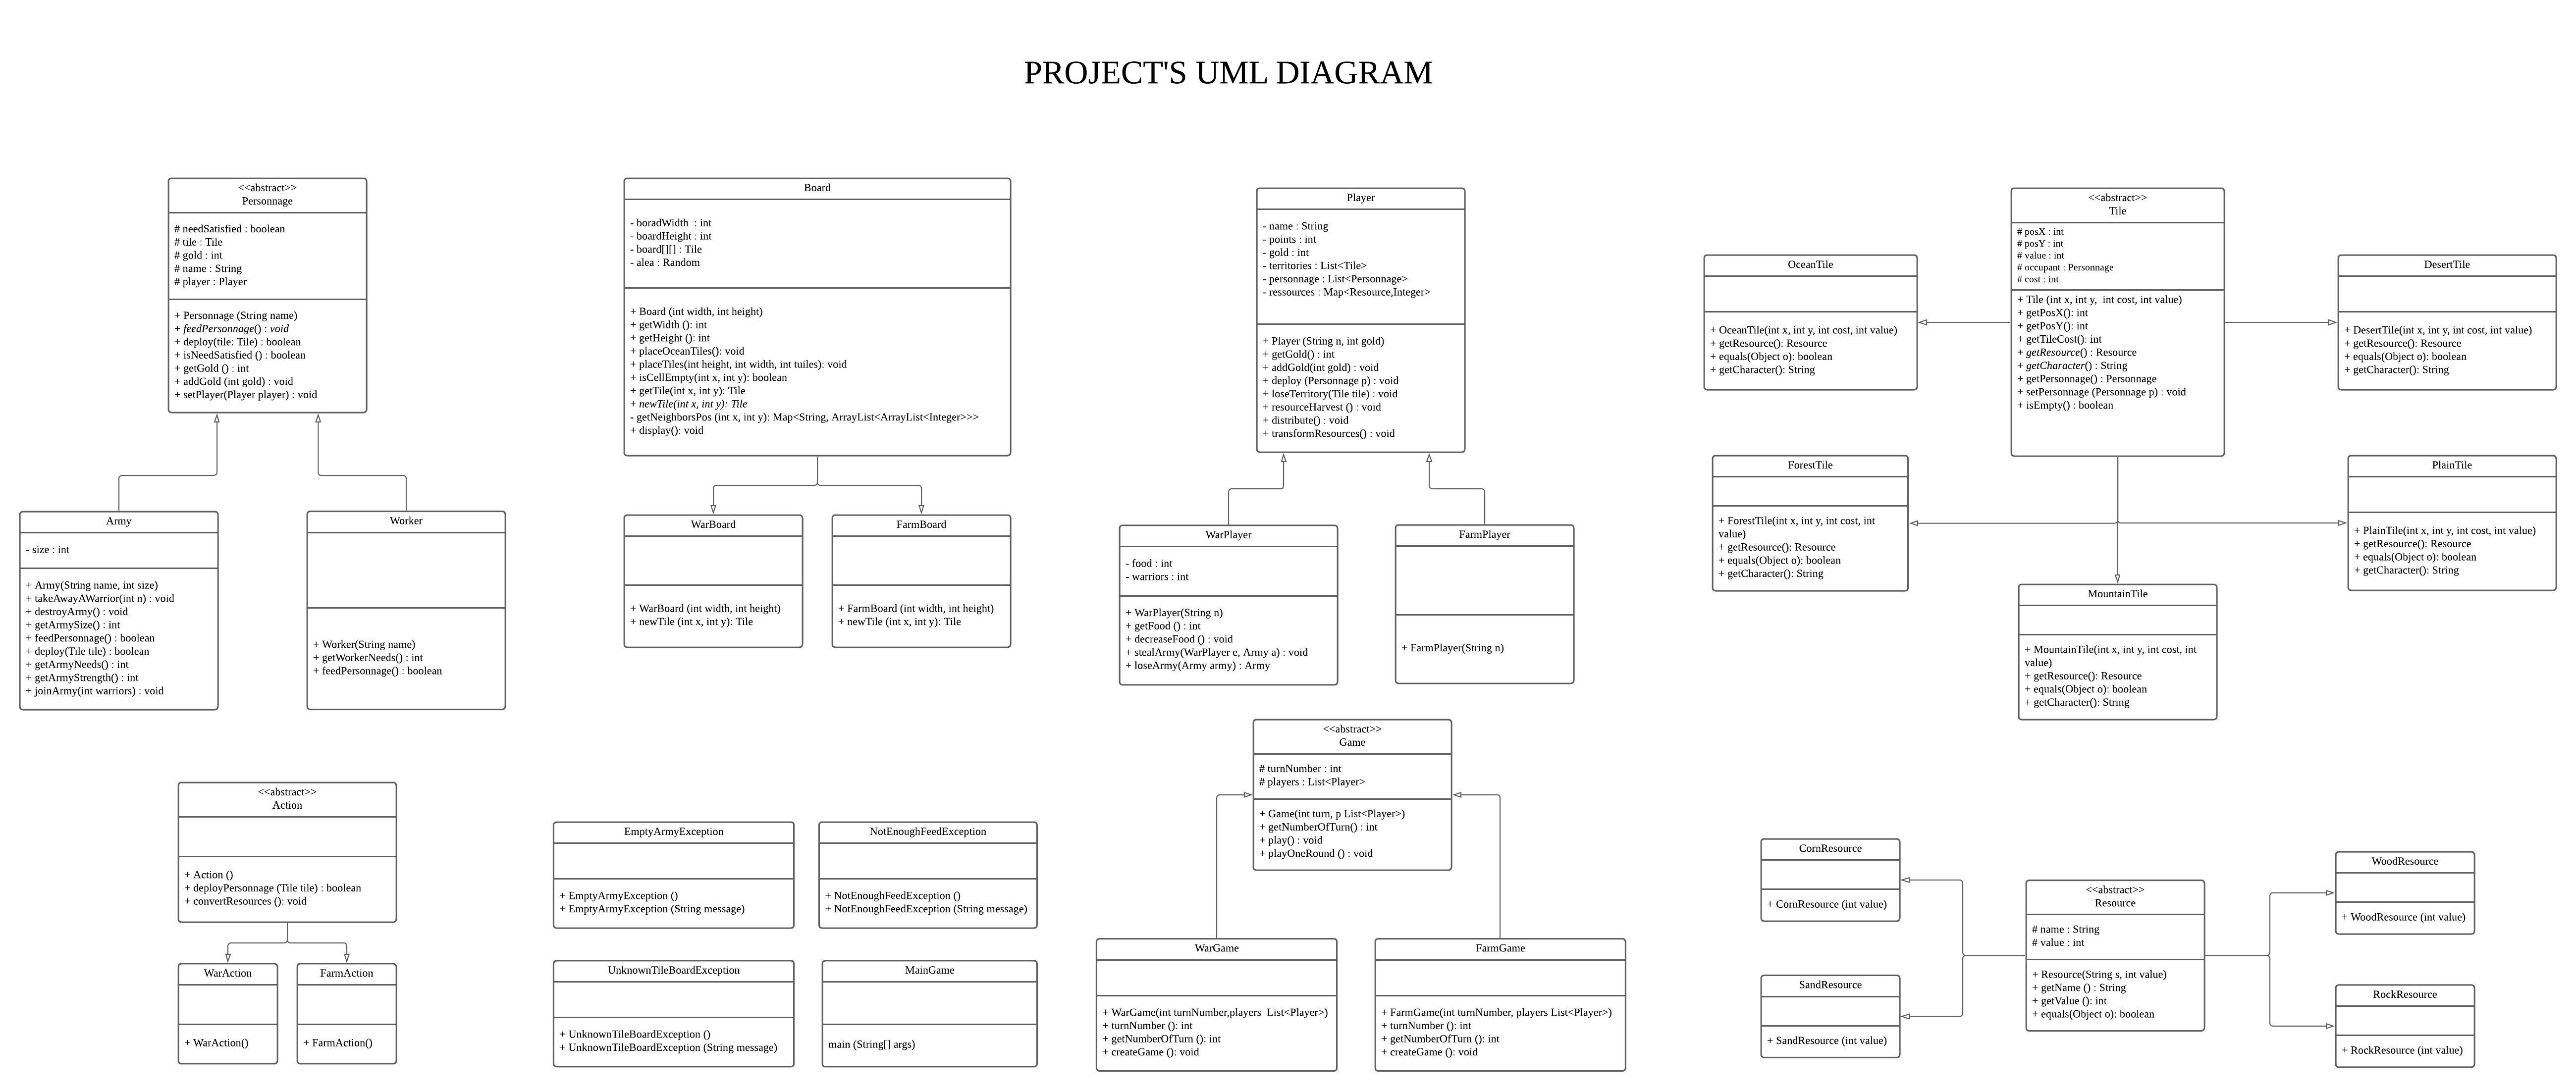 PROJECT'S UML DIAGRAM
<<abstract>>
Personnage
# needSatisfied : boolean
# tile : Tile
# gold : int
# name : String
# player : Player
+ Personnage (String name)
+ feedPersonnage() : void
+ deploy(tile: Tile) : boolean
+ isNeedSatisfied () : boolean
+ getGold () : int
+ addGold (int gold) : void
+ setPlayer(Player player) : void
Army
- size : int
+ Army(String name, int size)
+ takeAwayAWarrior(int n) : void
+ destroyArmy() : void
+ getArmySize() : int
+ feedPersonnage() : boolean
+ deploy(Tile tile) : boolean
+ getArmyNeeds() : int
+ getArmyStrength() : int
+ joinArmy(int warriors) : void
Worker
+ Worker(String name)
+ getWorkerNeeds() : int
+ feedPersonnage() : boolean
Board
- boradWidth  : int
- boardHeight : int
- board[][] : Tile
- alea : Random
+ Board (int width, int height)
+ getWidth (): int
+ getHeight (): int
+ placeOceanTiles(): void
+ placeTiles(int height, int width, int tuiles): void
+ isCellEmpty(int x, int y): boolean
+ getTile(int x, int y): Tile
+ newTile(int x, int y): Tile
- getNeighborsPos (int x, int y): Map<String, ArrayList<ArrayList<Integer>>>
+ display(): void
WarBoard
+ WarBoard (int width, int height)
+ newTile (int x, int y): Tile
FarmBoard
+ FarmBoard (int width, int height)
+ newTile (int x, int y): Tile
Player
- name : String
- points : int
- gold : int
- territories : List<Tile>
- personnage : List<Personnage>
- ressources : Map<Resource,Integer>
+ Player (String n, int gold)
+ getGold() : int
+ addGold(int gold) : void
+ deploy (Personnage p) : void
+ loseTerritory(Tile tile) : void
+ resourceHarvest () : void
+ distribute() : void
+ transformResources() : void
WarPlayer
- food : int
- warriors : int
+ WarPlayer(String n)
+ getFood () : int
+ decreaseFood () : void
+ stealArmy(WarPlayer e, Army a) : void
+ loseArmy(Army army) : Army
FarmPlayer
+ FarmPlayer(String n)
<<abstract>>
Tile
# posX : int
# posY : int
# value : int
# occupant : Personnage
# cost : int
+ Tile (int x, int y,  int cost, int value)
+ getPosX(): int
+ getPosY(): int
+ getTileCost(): int
+ getResource() : Resource
+ getCharacter() : String
+ getPersonnage() : Personnage
+ setPersonnage (Personnage p) : void
+ isEmpty() : boolean
OceanTile
+ OceanTile(int x, int y, int cost, int value)
+ getResource(): Resource
+ equals(Object o): boolean
+ getCharacter(): String
DesertTile
+ DesertTile(int x, int y, int cost, int value)
+ getResource(): Resource
+ equals(Object o): boolean
+ getCharacter(): String
ForestTile
+ ForestTile(int x, int y, int cost, int
value)
+ getResource(): Resource
+ equals(Object o): boolean
+ getCharacter(): String
PlainTile
+ PlainTile(int x, int y, int cost, int value)
+ getResource(): Resource
+ equals(Object o): boolean
+ getCharacter(): String
MountainTile
+ MountainTile(int x, int y, int cost, int
value)
+ getResource(): Resource
+ equals(Object o): boolean
+ getCharacter(): String
<<abstract>>
Action
+ Action ()
+ deployPersonnage (Tile tile) : boolean
+ convertResources (): void
WarAction
+ WarAction()
FarmAction
+ FarmAction()
EmptyArmyException
+ EmptyArmyException ()
+ EmptyArmyException (String message)
NotEnoughFeedException
+ NotEnoughFeedException ()
+ NotEnoughFeedException (String message)
UnknownTileBoardException
+ UnknownTileBoardException ()
+ UnknownTileBoardException (String message)
MainGame
main (String[] args)
<<abstract>>
Game
# turnNumber : int
# players : List<Player>
+ Game(int turn, p List<Player>)
+ getNumberOfTurn() : int
+ play() : void
+ playOneRound () : void
WarGame
+ WarGame(int turnNumber,players  List<Player>)
+ turnNumber (): int
+ getNumberOfTurn (): int
+ createGame (): void
FarmGame
+ FarmGame(int turnNumber, players List<Player>)
+ turnNumber (): int
+ getNumberOfTurn (): int
+ createGame (): void
CornResource
+ CornResource (int value)
SandResource
+ SandResource (int value)
<<abstract>>
Resource
# name : String
# value : int
+ Resource(String s, int value)
+ getName () : String
+ getValue (): int
+ equals(Object o): boolean
WoodResource
+ WoodResource (int value)
RockResource
+ RockResource (int value)